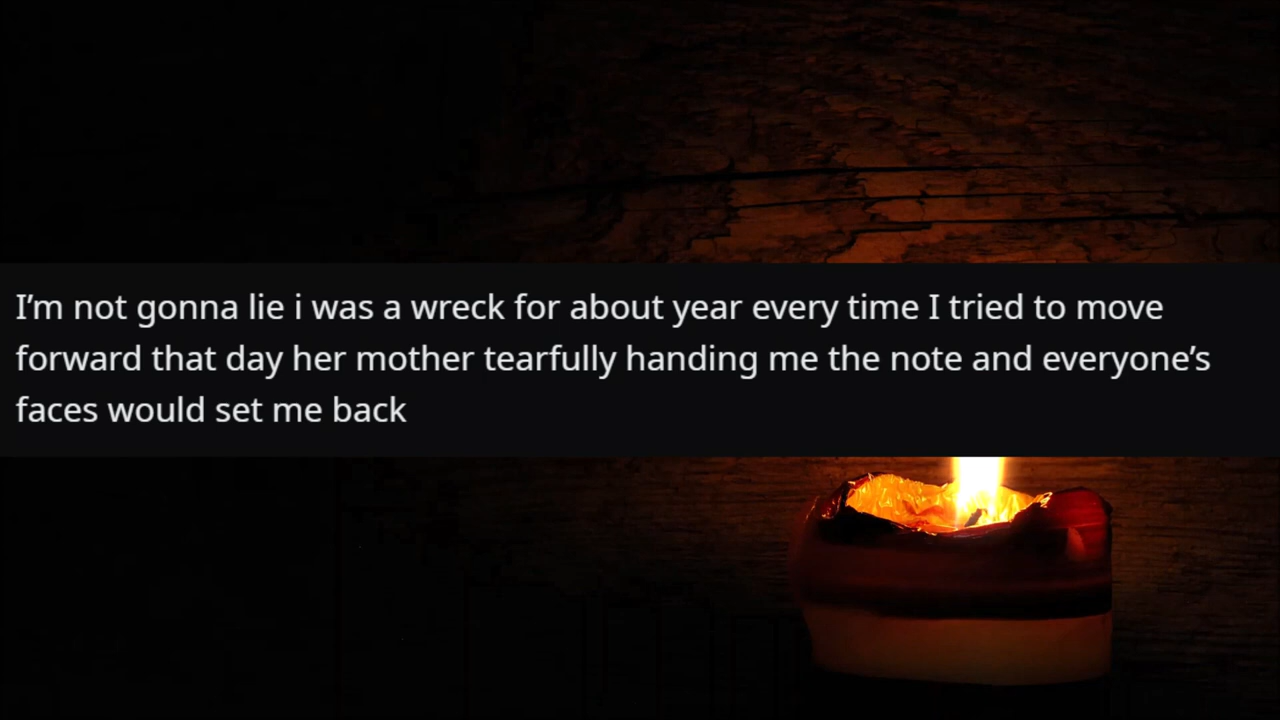 I’m not gonna lie i was a wreck for about year every time I tried to move
forward that day her mother tearfully handing me the note and everyone’s
faces would set me back